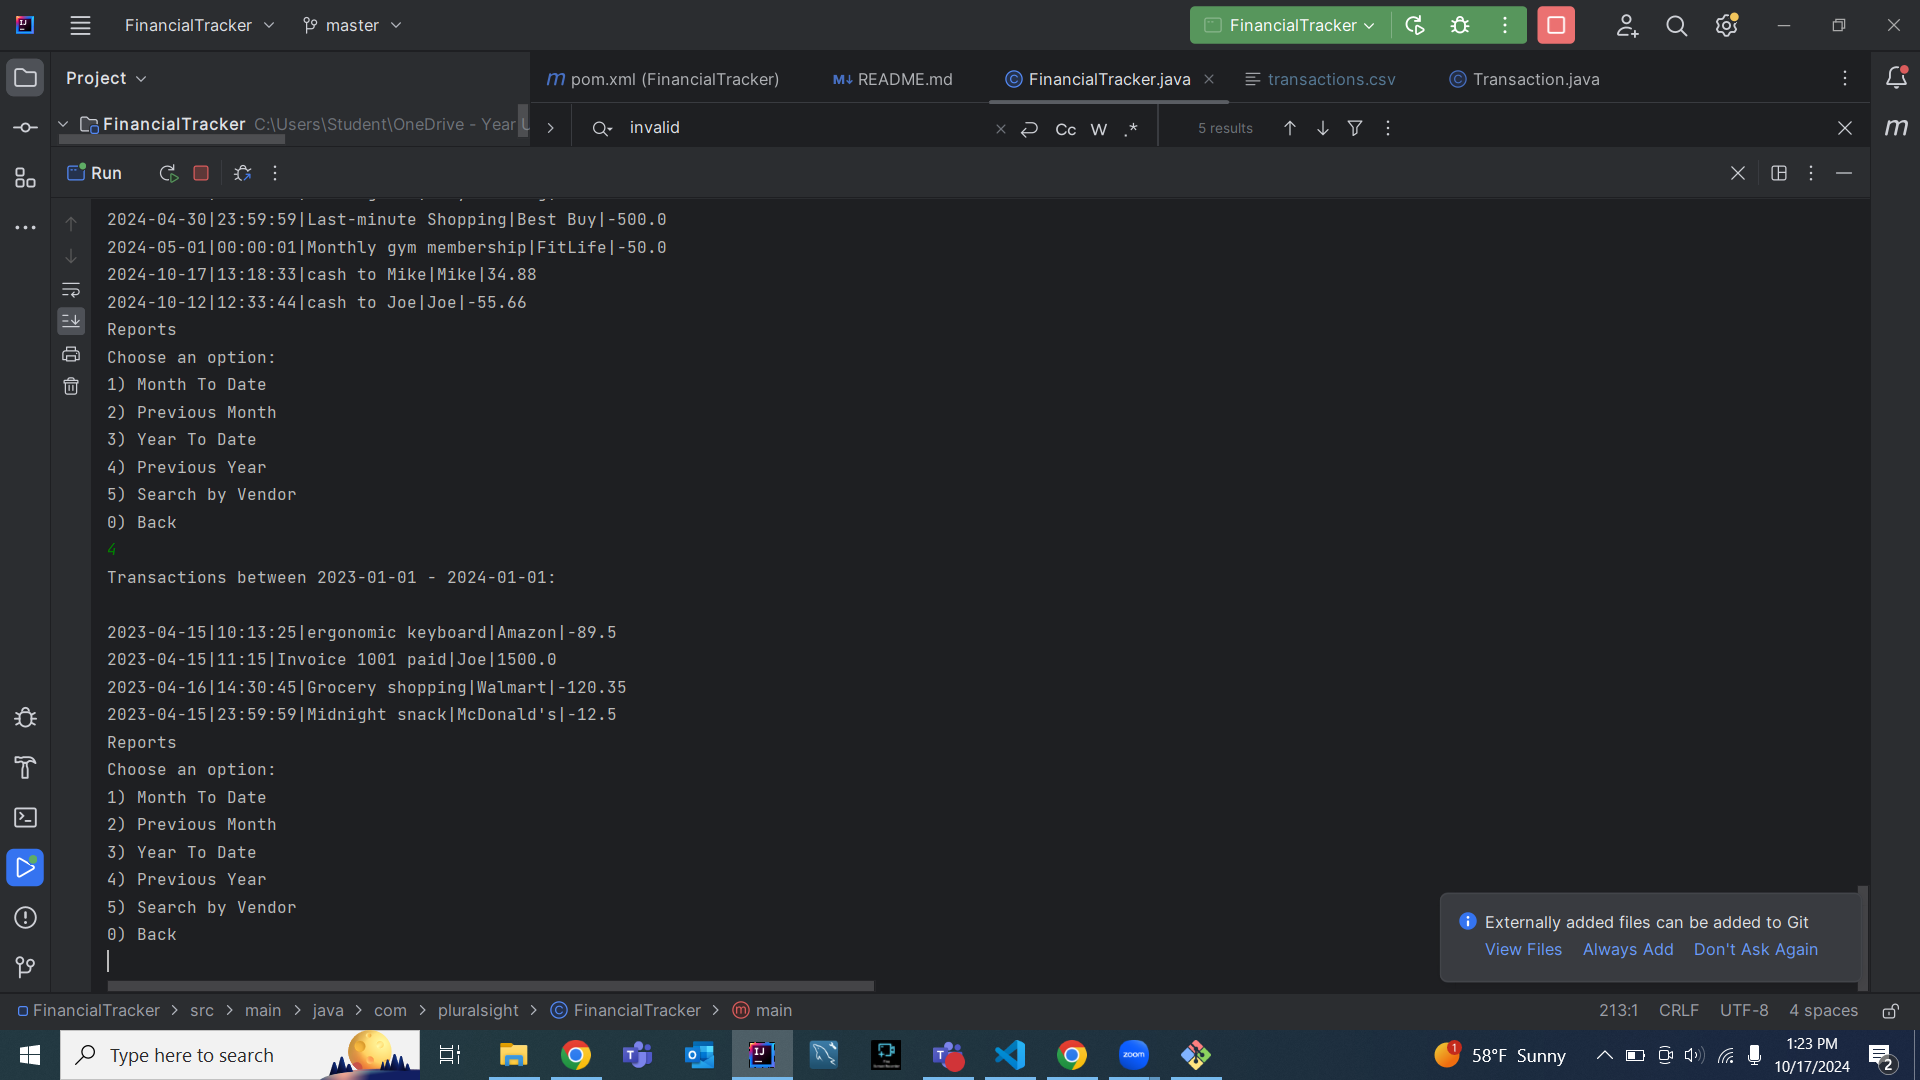 FinancialTracker
master
FinancialTracker
Project
pom.xml (FinancialTracker)
README.md
FinancialTracker.java
transactions.csv
Transaction.java
FinancialTracker C:\Users\Student\OneDrive - Year U
invalid
Cc W .*
5 results
Run
2024-04-30|23:59:59|Last-minute Shopping|Best Buy|-500.0
2024-05-01|00:00:01|Monthly gym membership|FitLife|-50.0
2024-10-17|13:18:33|cash to Mike|Mike|34.88
2024-10-12|12:33:44|cash to Joe|Joe|-55.66
Reports
Choose an option:
1) Month To Date
2) Previous Month
3) Year To Date
4) Previous Year
5) Search by Vendor
0) Back
4
Transactions between 2023-01-01 - 2024-01-01:
2023-04-15|10:13:25|ergonomic keyboard|Amazon|-89.5
2023-04-15|11:15|Invoice 1001 paid|Joe|1500.0
2023-04-16|14:30:45|Grocery shopping|Walmart|-120.35
2023-04-15|23:59:59|Midnight snack|McDonald's|-12.5
Reports
Choose an option:
1) Month To Date
2) Previous Month
3) Year To Date
4) Previous Year
5) Search by Vendor
0) Back
Externally added files can be added to Git
View Files Always Add Don't Ask Again
FinancialTracker > src > main > java > com > pluralsight > FinancialTracker > main
213:1 CRLF UTF-8 4 spaces
Type here to search
zoom
1
58°F Sunny
1:23 PM
10/17/2024
2